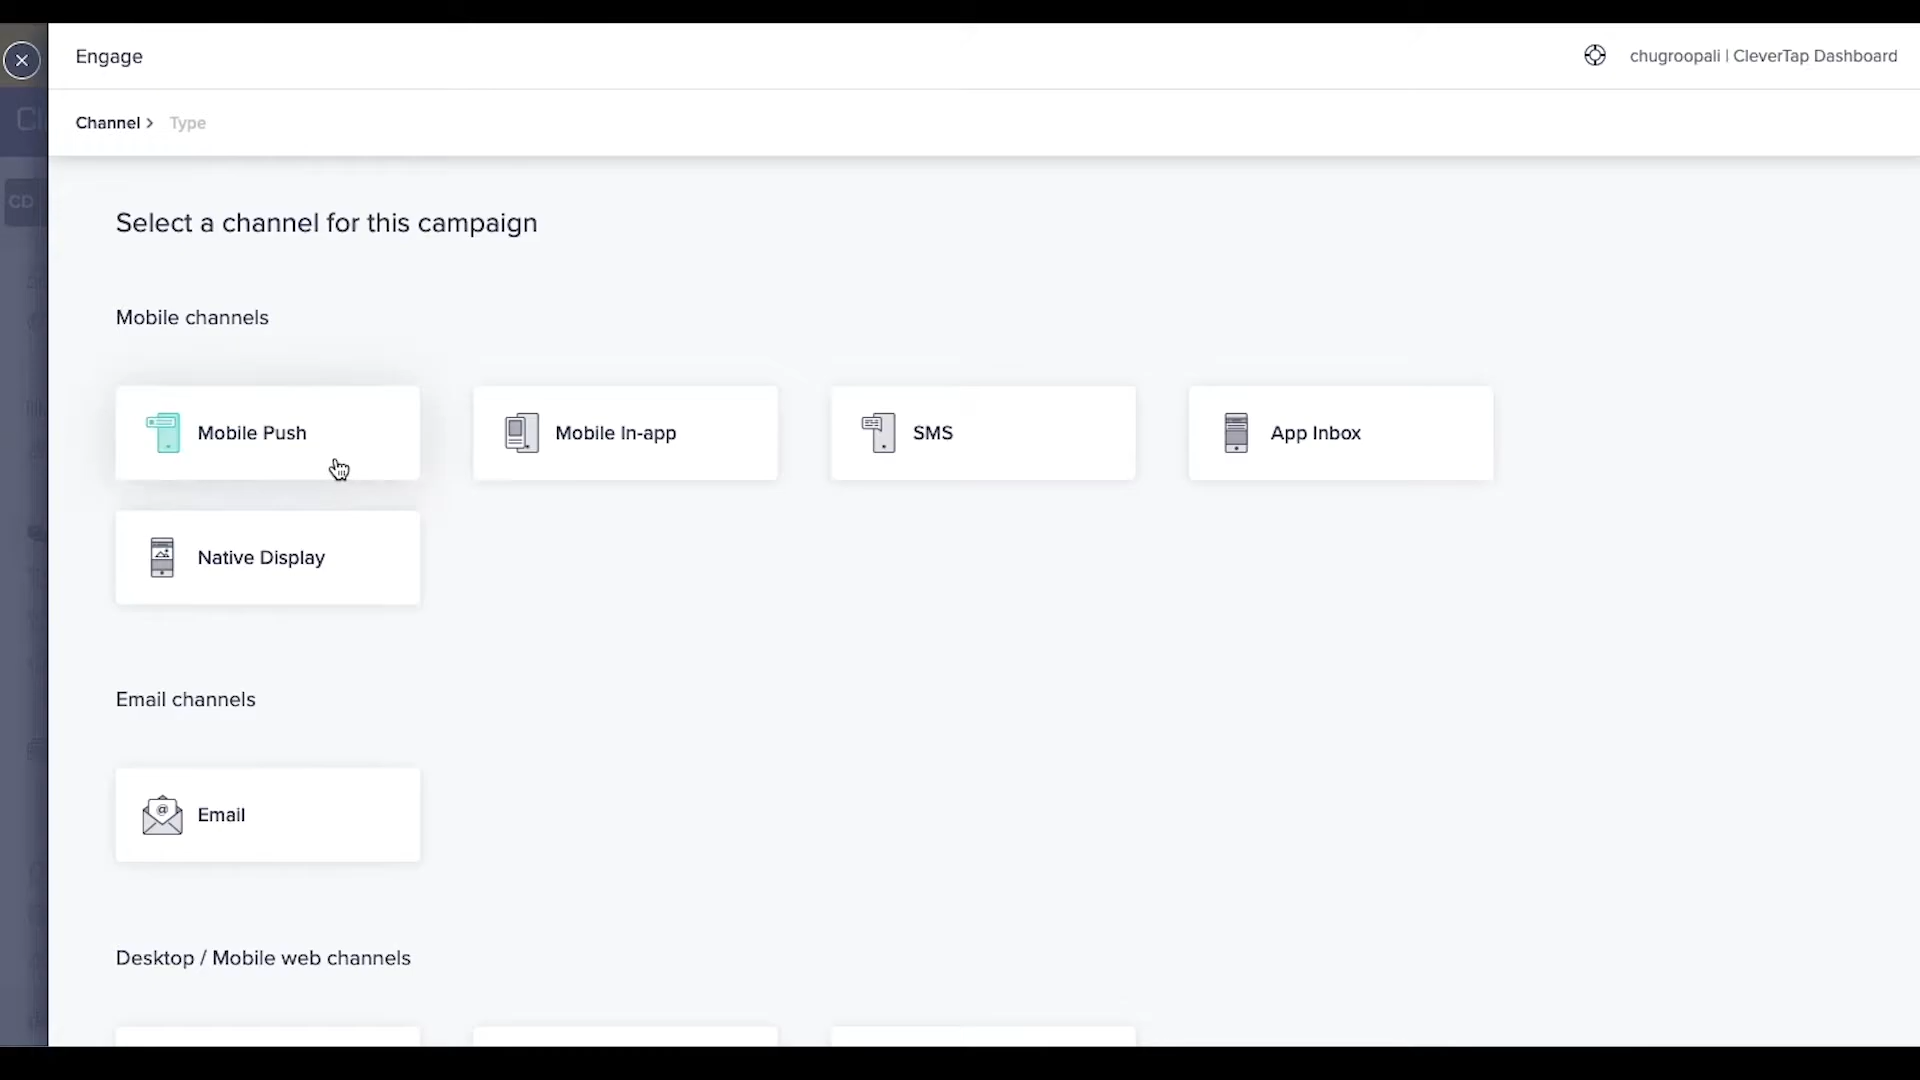 Engage
chugroopali | CleverTap Dashboard
Channel > Type
CD
Select a channel for this campaign
Mobile channels
Mobile Push
Mobile In-app
SMS
App Inbox
Native Display
Email channels
Email
Desktop / Mobile web channels